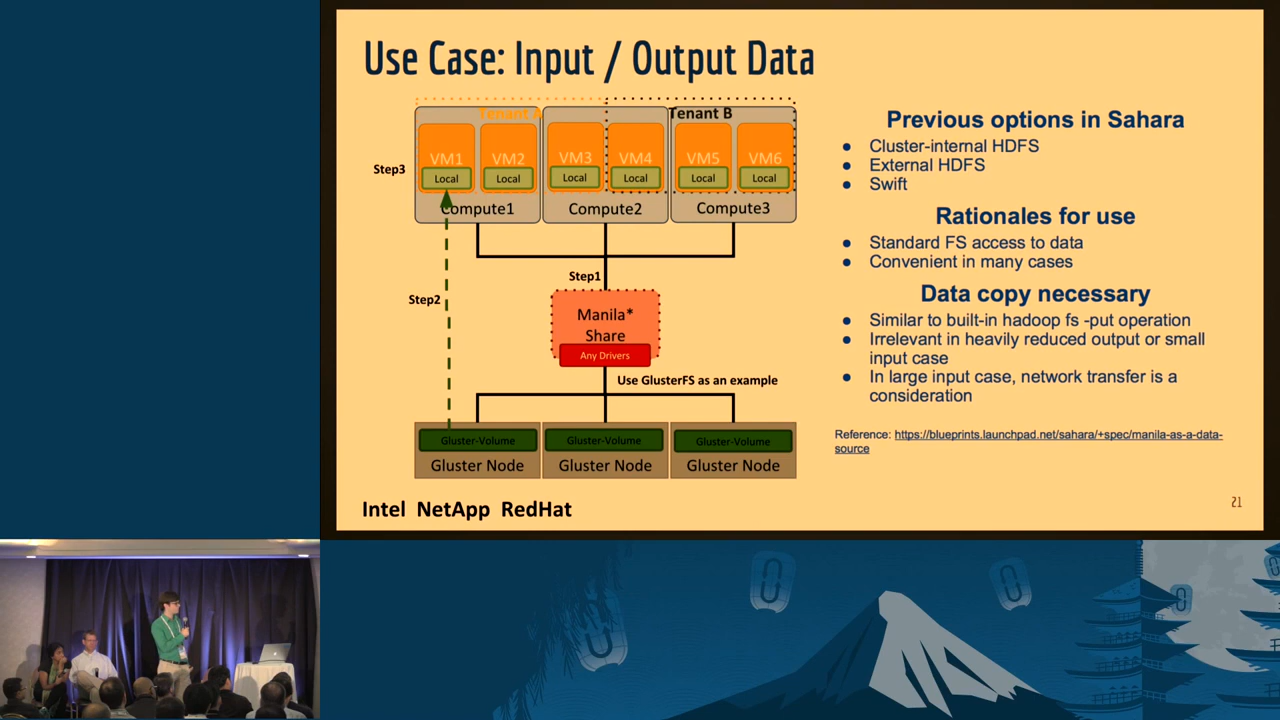 Use Case: Input / Output Data
Tenant A
Tenant B
VM1
VM2
VM3
VM4
VM5
VM6
Step3
Local
Local
Local
Local
Local
Local
Compute1
Compute2
Compute3
Step1
Step2
Manila*
Share
Any Drivers
Use GlusterFS as an example
Gluster-Volume
Gluster-Volume
Gluster-Volume
Gluster Node
Gluster Node
Gluster Node
Intel NetApp RedHat
Previous options in Sahara
● Cluster-internal HDFS
● External HDFS
● Swift
Rationales for use
● Standard FS access to data
● Convenient in many cases
Data copy necessary
● Similar to built-in hadoop fs -put operation
● Irrelevant in heavily reduced output or small
input case
● In large input case, network transfer is a
consideration
Reference: https://blueprints.launchpad.net/sahara/+spec/manila-as-a-data-
source
21